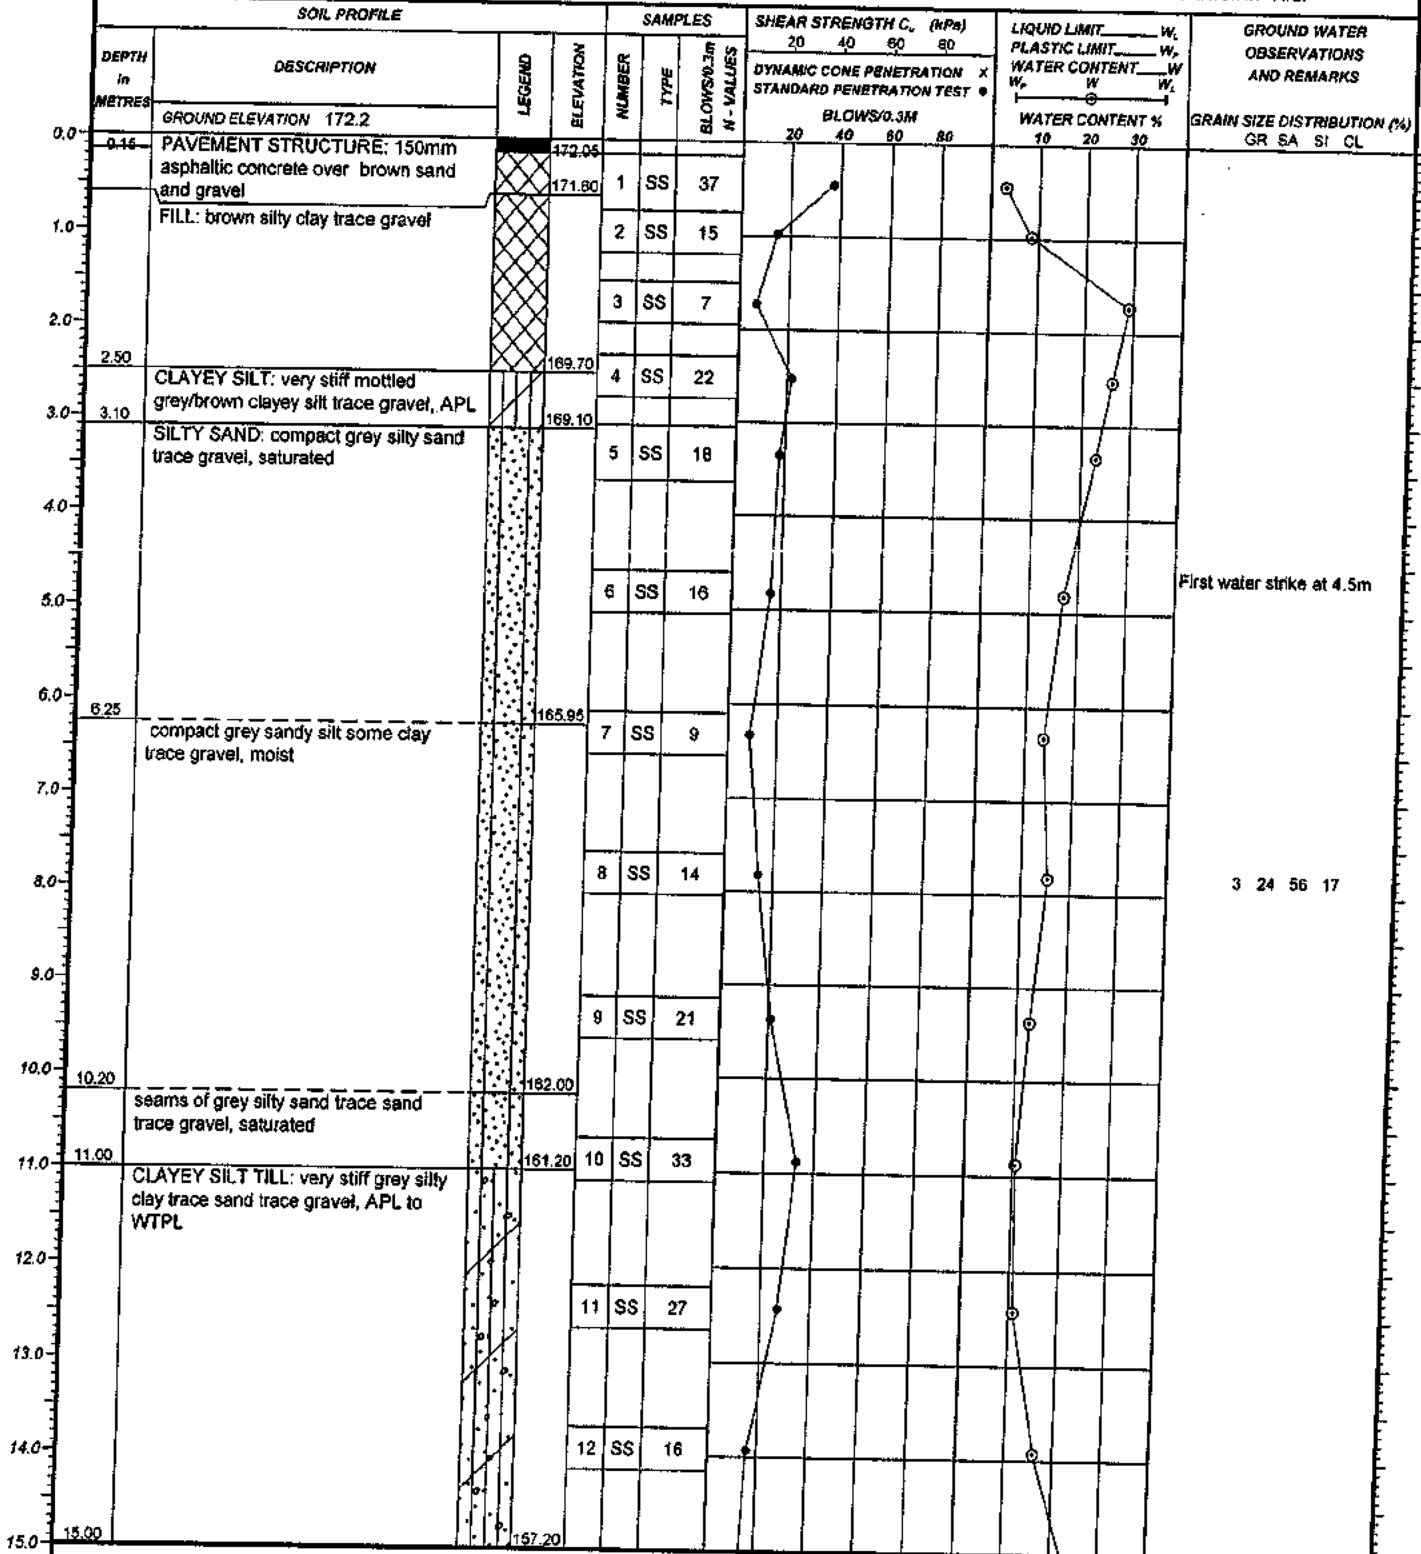 SOIL PROFILE
SAMPLES
SHEAR STRENGTH Cu (kPa)
20 40 60 80
LIQUID LIMIT WL
PLASTIC LIMIT WP
WATER CONTENT W
WP W WL
GROUND WATER
OBSERVATIONS
AND REMARKS
DEPTH
in
METRES
DESCRIPTION
LEGEND
ELEVATION
NUMBER
TYPE
BLOWS/0.3m
N - VALUES
DYNAMIC CONE PENETRATION X
STANDARD PENETRATION TEST ●
BLOWS/0.3M
20 40 60 80
WATER CONTENT %
10 20 30
GRAIN SIZE DISTRIBUTION (%)
GR SA SI CL
GROUND ELEVATION 172.2
0.0
0.15
PAVEMENT STRUCTURE: 150mm
asphaltic concrete over brown sand
and gravel
172.05
171.60
1 SS 37
FILL: brown silty clay trace gravel
1.0
2 SS 15
3 SS 7
2.0
2.50
169.70
CLAYEY SILT: very stiff mottled
grey/brown clayey silt trace gravel, APL
4 SS 22
3.0
3.10
169.10
SILTY SAND: compact grey silty sand
trace gravel, saturated
5 SS 18
4.0
First water strike at 4.5m
5.0
6 SS 16
6.0
6.25
165.95
compact grey sandy silt some clay
trace gravel, moist
7 SS 9
7.0
8.0
8 SS 14
3 24 56 17
9.0
9 SS 21
10.0
10.20
162.00
seams of grey silty sand trace sand
trace gravel, saturated
11.0
11.00
161.20
10 SS 33
CLAYEY SILT TILL: very stiff grey silty
clay trace sand trace gravel, APL to
WTPL
12.0
11 SS 27
13.0
14.0
12 SS 16
15.0
15.00
157.20